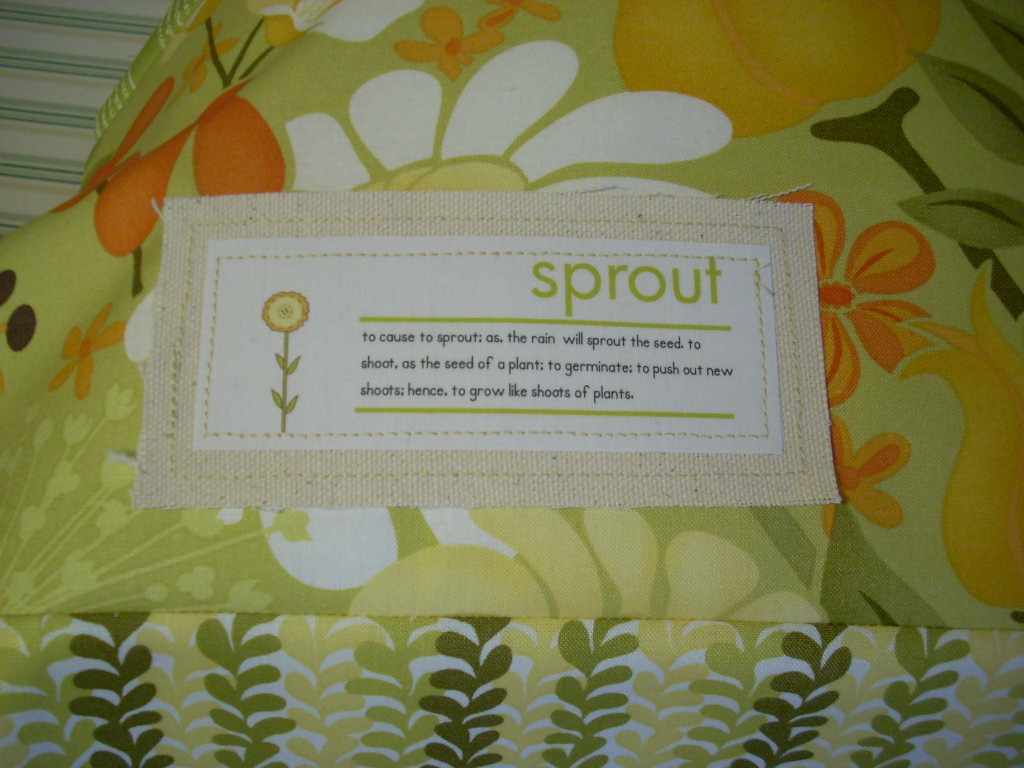 sprout
to cause to sprout; as, the rain will sprout the seed. to
shoot, as the seed of a plant; to germinate; to push out new
shoots; hence, to grow like shoots of plants.